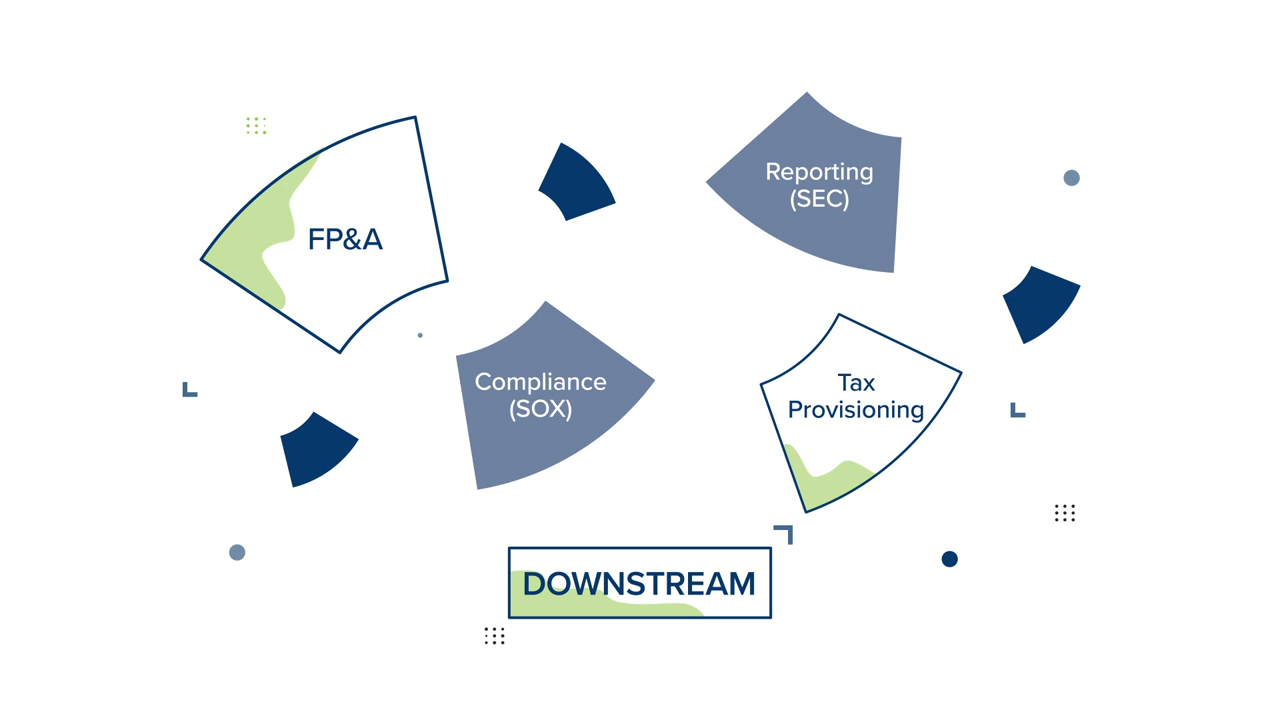 FP&A
Reporting
(SEC)
Compliance
(SOX)
Tax
Provisioning
DOWNSTREAM